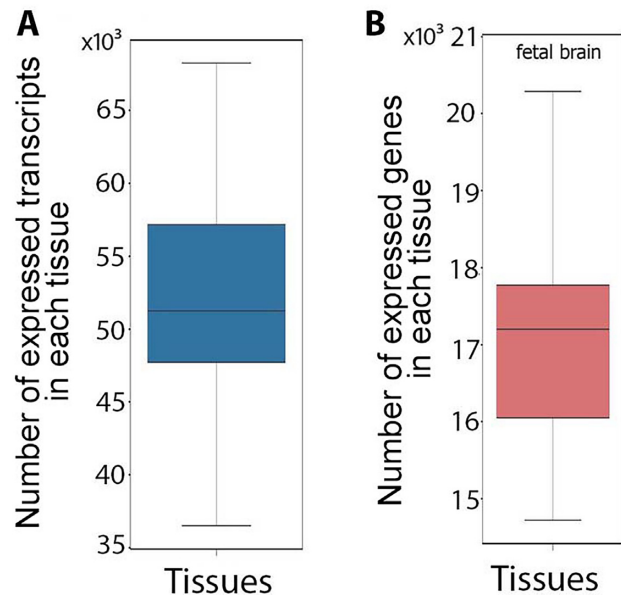 A
x10³
Number of expressed transcripts
in each tissue
65
60
55
50
45
40
35
Tissues
B
x10³
Number of expressed genes
in each tissue
21
20
19
18
17
16
15
fetal brain
Tissues